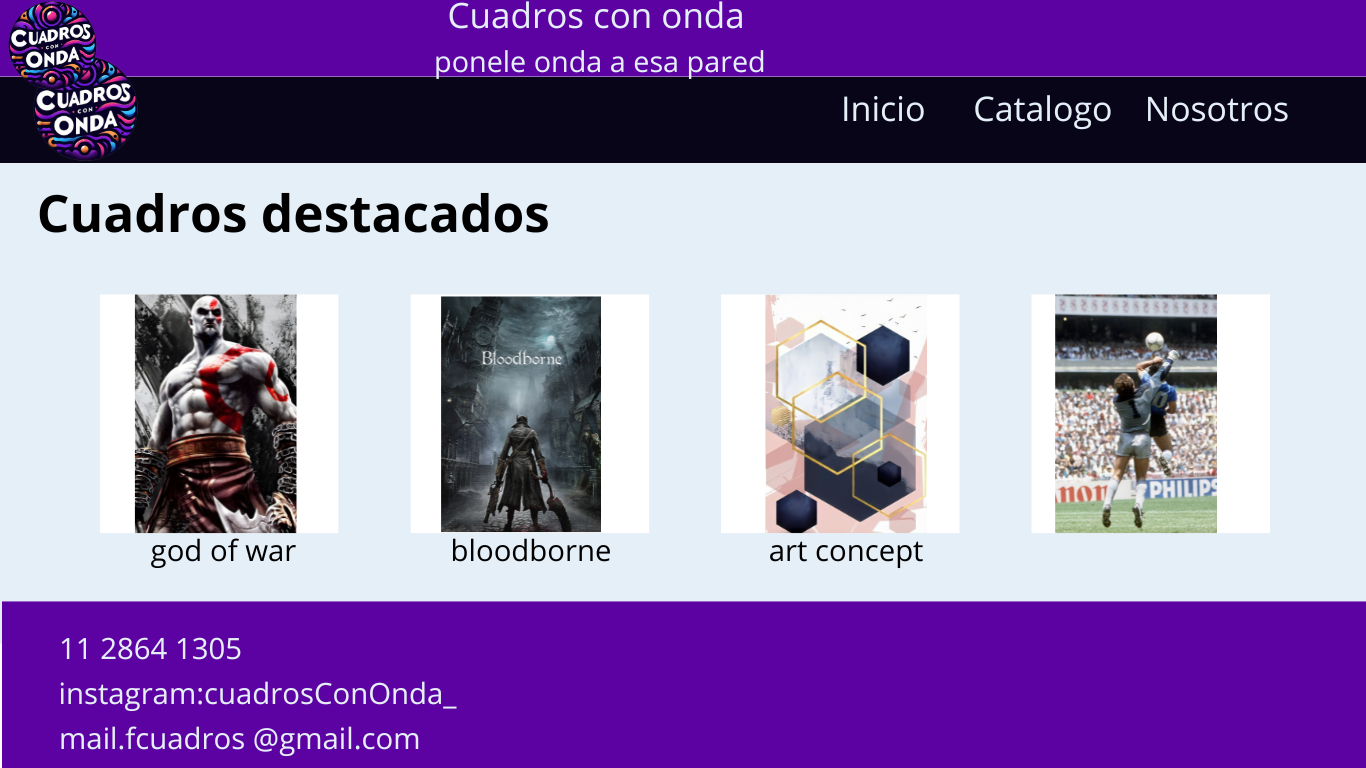 CUADROS
CON
ONDA
Cuadros con onda
ponele onda a esa pared
CUADROS
CON
ONDA
Inicio Catalogo Nosotros
Cuadros destacados
Bloodborne
1
PHILIPS
god of war bloodborne art concept
11 2864 1305
instagram:cuadrosConOnda_
mail.fcuadros @gmail.com